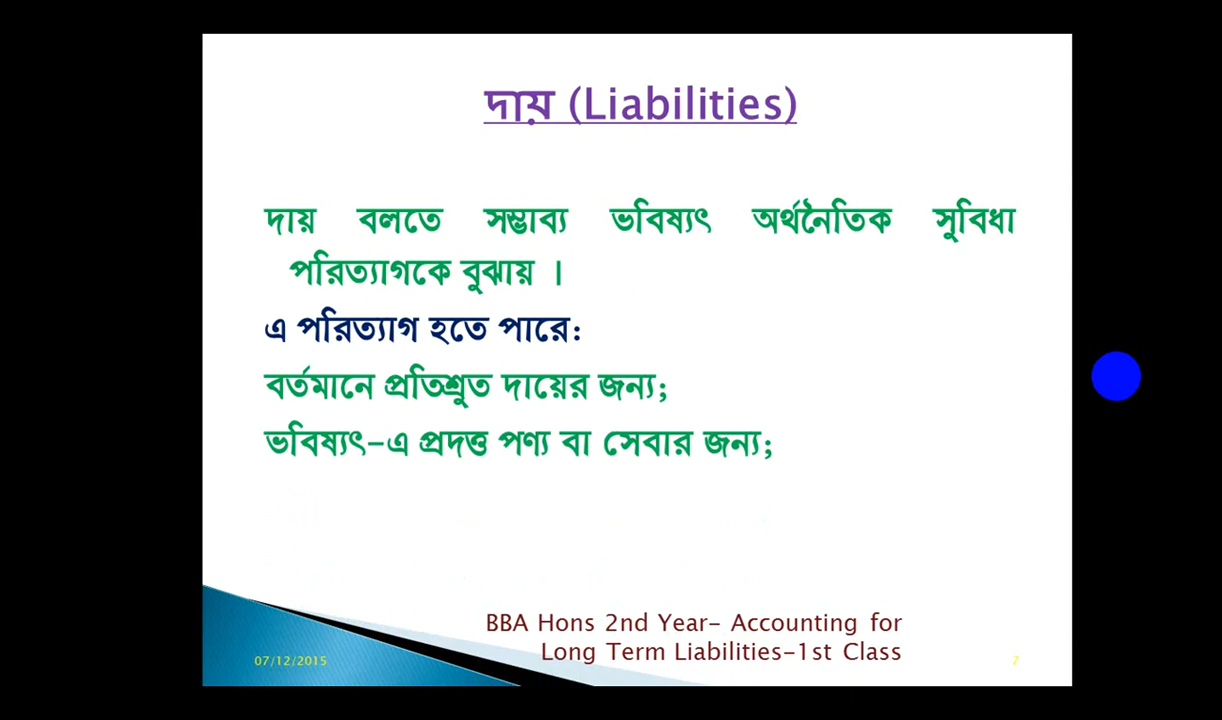 দায় (Liabilities)
দায় বলতে সম্ভাব্য ভবিষ্যৎ অর্থনৈতিক সুবিধা
পরিত্যাগকে বুঝায় ।
এ পরিত্যাগ হতে পারে:
বর্তমানে প্রতিশ্রুত দায়ের জন্য;
ভবিষ্যৎ-এ প্রদত্ত পণ্য বা সেবার জন্য;
BBA Hons 2nd Year- Accounting for
Long Term Liabilities-1st Class
07/12/2015
7